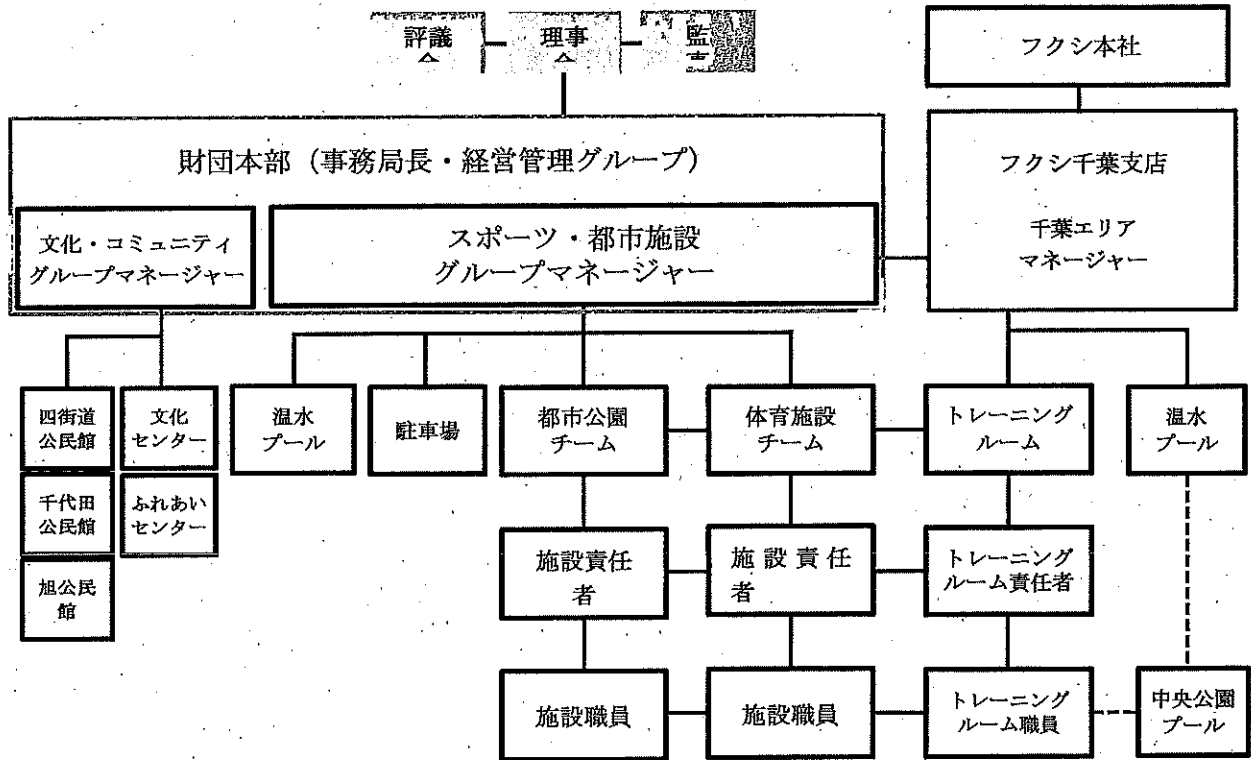 評議
理事
監
フクシ本社
財団本部（事務局長・経営管理グループ）
フクシ千葉支店
千葉エリア
マネージャー
文化・コミュニティ
グループマネージャー
スポーツ・都市施設
グループマネージャー
四街道
公民館
文化
センター
温水
プール
駐車場
都市公園
チーム
体育施設
チーム
トレーニング
ルーム
温水
プール
千代田
公民館
ふれあい
センター
施設責任
者
施設責任
者
トレーニング
ルーム責任者
旭公民
館
施設職員
施設職員
トレーニング
ルーム職員
中央公園
プール